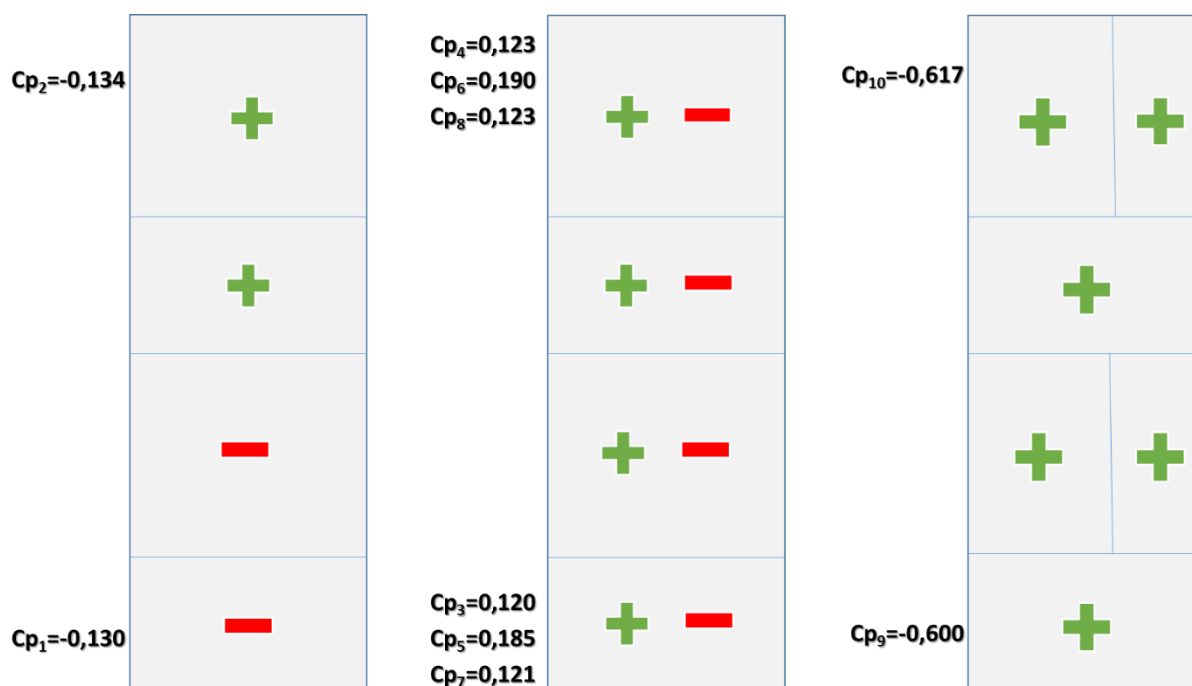 Cp₂=-0,134
Cp₁=-0,130
Cp₄=0,123
Cp₆=0,190
Cp₈=0,123
Cp₃=0,120
Cp₅=0,185
Cp₇=0,121
Cp₁₀=-0,617
Cp₉=-0,600